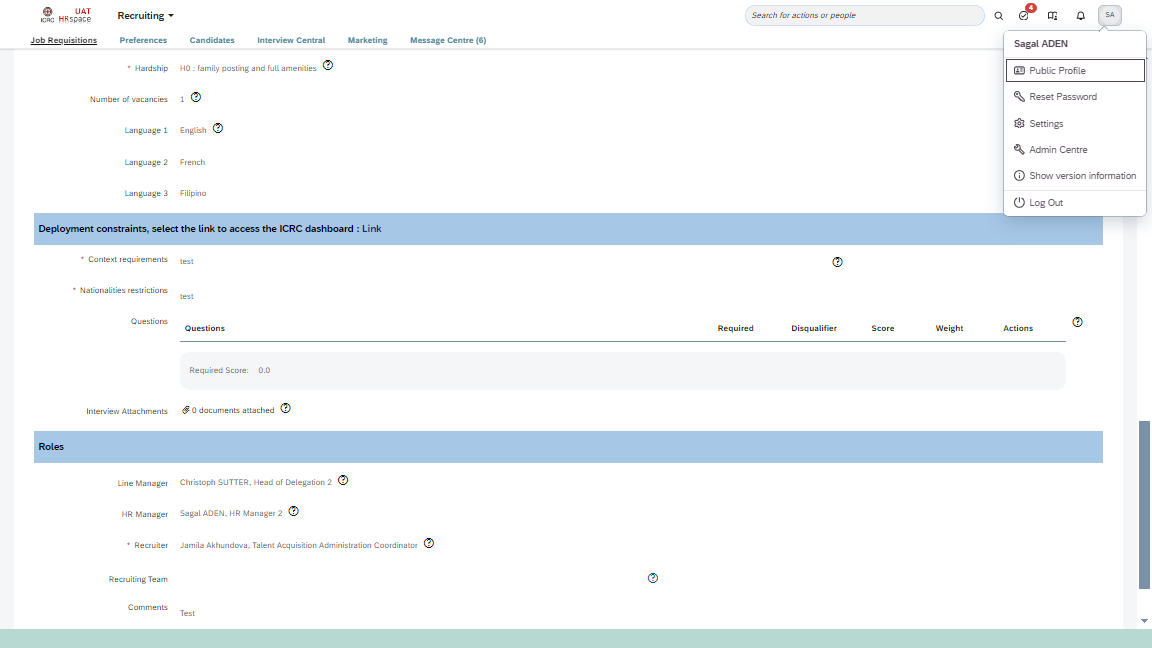 ICRC
UAT
HRspace
Recruiting
Search for actions or people
4
SA
Job Requisitions
Preferences
Candidates
Interview Central
Marketing
Message Centre (6)
Sagal ADEN
Public Profile
Reset Password
Settings
Admin Centre
Show version information
Log Out
* Hardship H0 : family posting and full amenities
Number of vacancies 1
Language 1 English
Language 2 French
Language 3 Filipino
Deployment constraints, select the link to access the ICRC dashboard : Link
* Context requirements test
* Nationalities restrictions test
Questions
Questions Required Disqualifier Score Weight Actions
Required Score: 0.0
Interview Attachments 0 documents attached
Roles
Line Manager Christoph SUTTER, Head of Delegation 2
HR Manager Sagal ADEN, HR Manager 2
* Recruiter Jamila Akhundova, Talent Acquisition Administration Coordinator
Recruiting Team
Comments Test